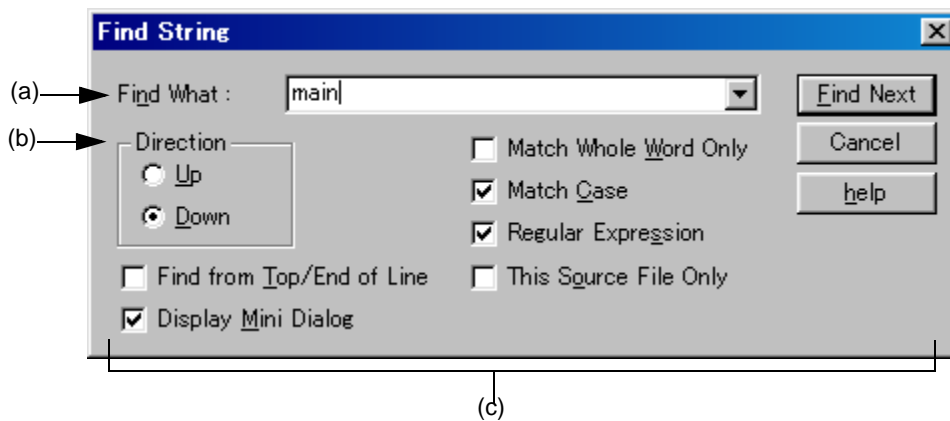 Find String
(a) Find What : main Find Next
(b) Direction Match Whole Word Only Cancel
Up Match Case help
Down Regular Expression
Find from Top/End of Line This Source File Only
Display Mini Dialog
(c)